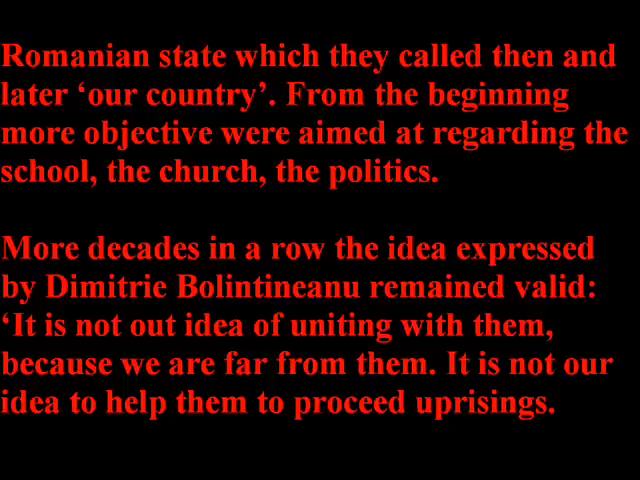 Romanian state which they called then and
later ‘our country’. From the beginning
more objective were aimed at regarding the
school, the church, the politics.
More decades in a row the idea expressed
by Dimitrie Bolintineanu remained valid:
‘It is not out idea of uniting with them,
because we are far from them. It is not our
idea to help them to proceed uprisings.